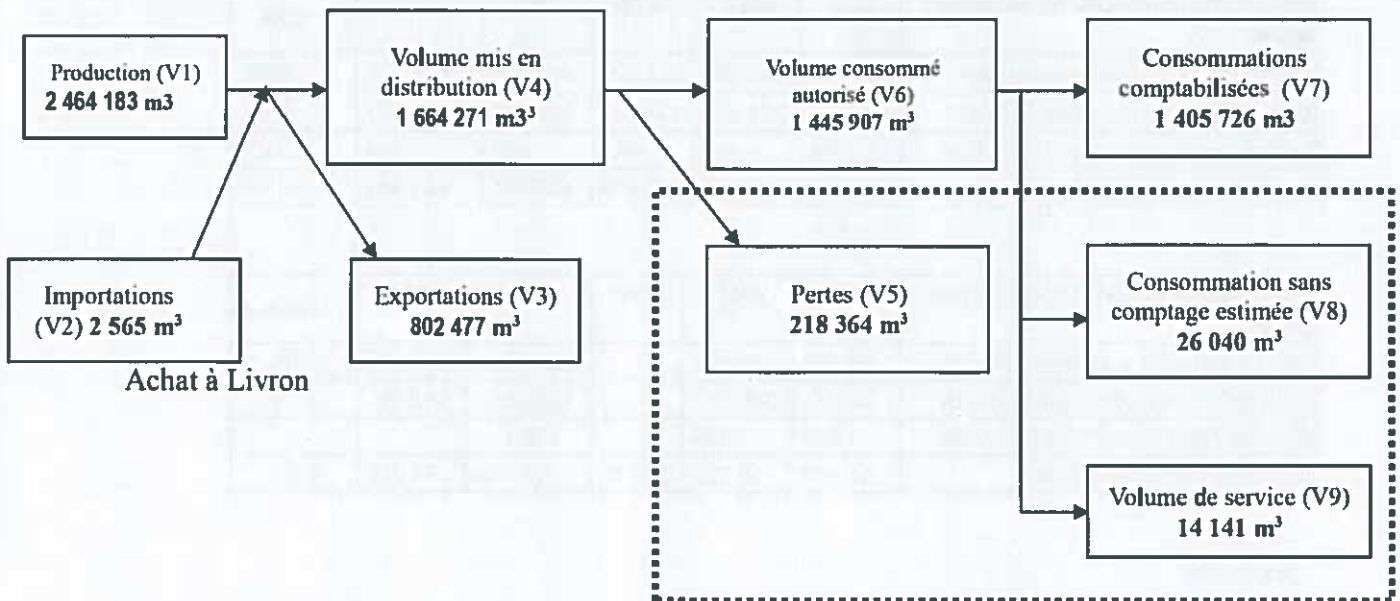 Production (V1)
2 464 183 m3
Volume mis en
distribution (V4)
1 664 271 m3³
Volume consommé
autorisé (V6)
1 445 907 m³
Consommations
comptabilisées (V7)
1 405 726 m3
Importations
(V2) 2 565 m³
Achat à Livron
Exportations (V3)
802 477 m³
Pertes (V5)
218 364 m³
Consommation sans
comptage estimée (V8)
26 040 m³
Volume de service (V9)
14 141 m³